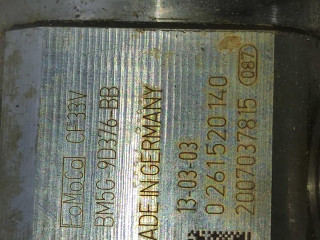 FoMoCo CF33V
BM5G 9D376 BB
MADE IN GERMANY
13-03-03
0 261 520 140
2007037815 087